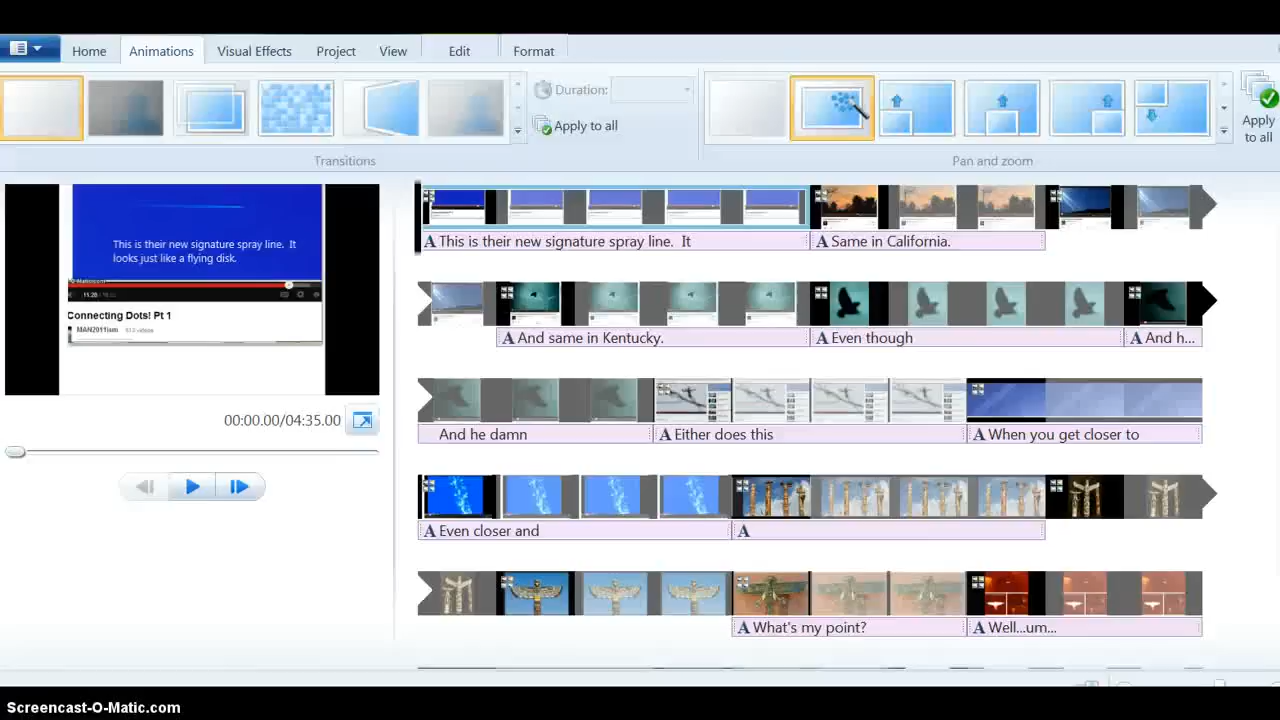 Home Animations Visual Effects Project View Edit Format
Duration:
Apply to all
Apply
to all
Transitions
Pan and zoom
This is their new signature spray line. It
looks just like a flying disk.
11:20
Connecting Dots! Pt 1
MAN2011ism
00:00.00/04:35.00
A This is their new signature spray line. It
A Same in California.
A And same in Kentucky.
A Even though
A And h...
And he damn
A Either does this
A When you get closer to
A Even closer and
A
A What's my point?
A Well...um...
Screencast-O-Matic.com